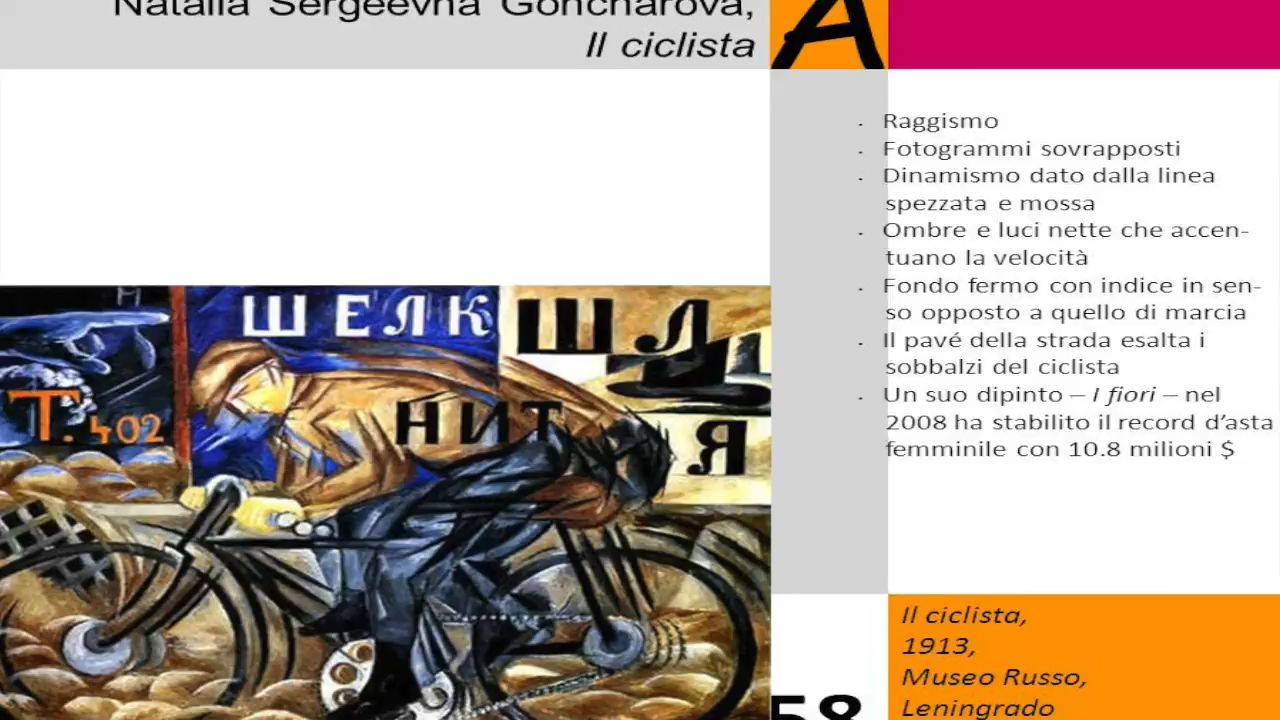 Natalia Sergeevna Goncharova,
Il ciclista
A
. Raggismo
. Fotogrammi sovrapposti
. Dinamismo dato dalla linea
spezzata e mossa
. Ombre e luci nette che accen-
tuano la velocità
. Fondo fermo con indice in sen-
so opposto a quello di marcia
. Il pavé della strada esalta i
sobbalzi del ciclista
. Un suo dipinto – I fiori – nel
2008 ha stabilito il record d'asta
femminile con 10.8 milioni $
ШЕЛК
ШЛЯ
НИТ
Т. 402
Я
Il ciclista,
1913,
Museo Russo,
Leningrado
58